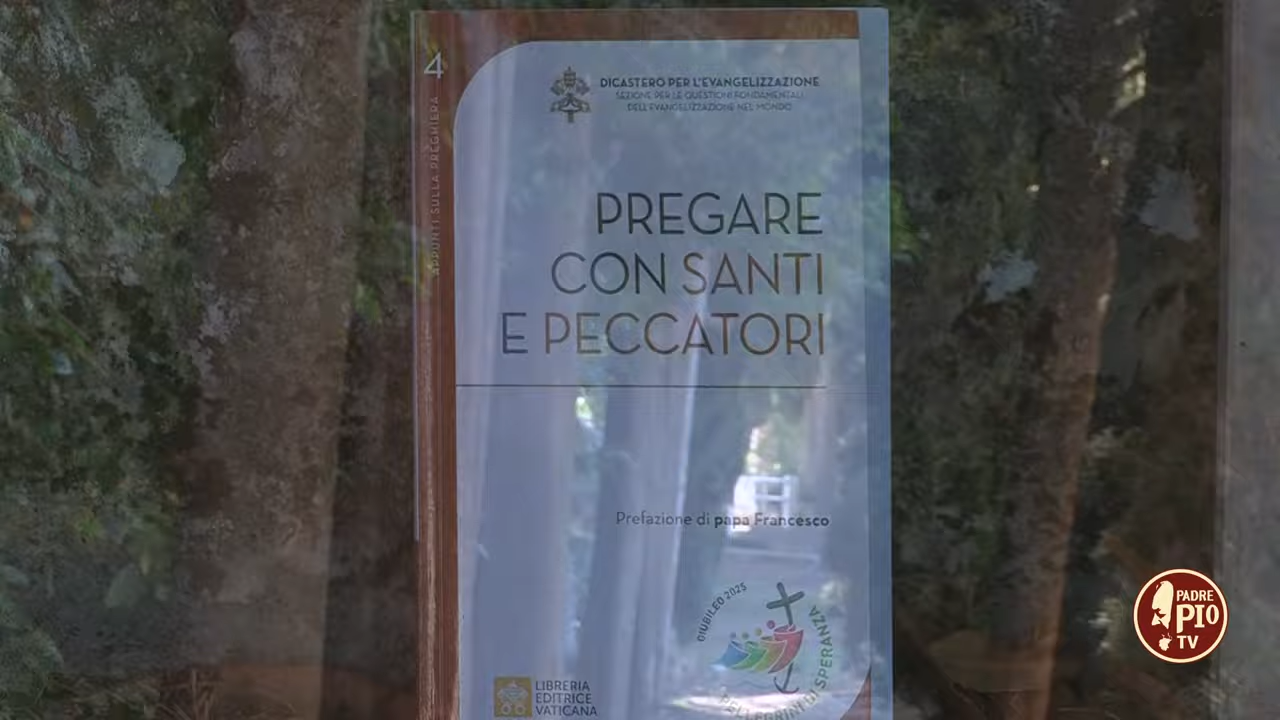 4
APPUNTI SULLA PREGHIERA
DICASTERO PER L'EVANGELIZZAZIONE
SEZIONE PER LE QUESTIONI FONDAMENTALI
DELL'EVANGELIZZAZIONE NEL MONDO
PREGARE
CON SANTI
E PECCATORI
Prefazione di papa Francesco
GIUBILEO 2025
PELLEGRINI DI SPERANZA
LIBRERIA
EDITRICE
VATICANA
PADRE
PIO
TV